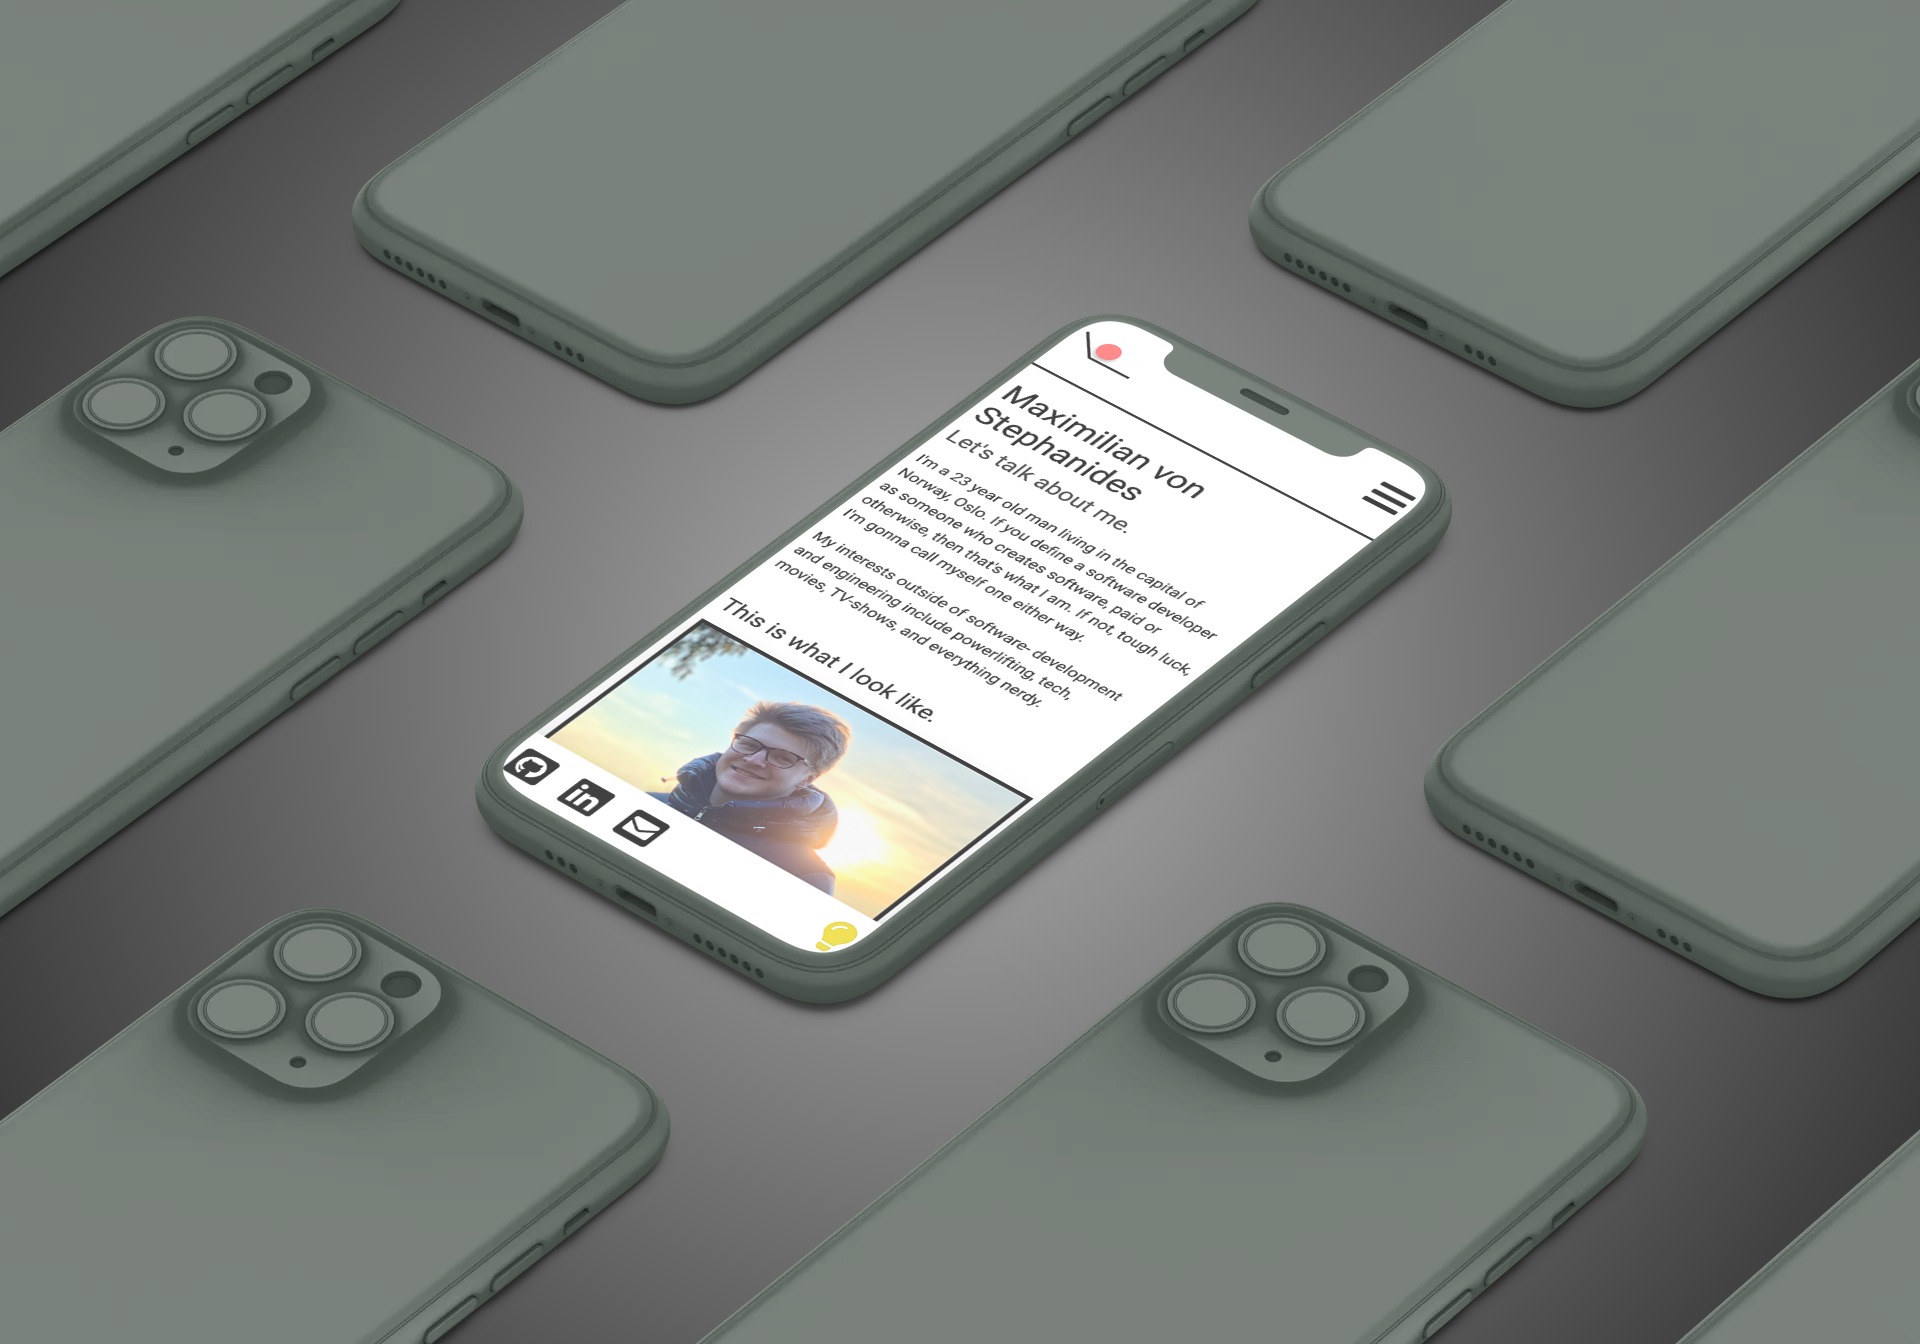 Maximilian von
Stephanides
Let's talk about me.
I'm a 23 year old man living in the capital of
Norway, Oslo. If you define a software developer
as someone who creates software, paid or
otherwise, then that's what I am. If not, tough luck,
I'm gonna call myself one either way.
My interests outside of software- development
and engineering include powerlifting, tech,
movies, TV-shows, and everything nerdy.
This is what I look like.
in